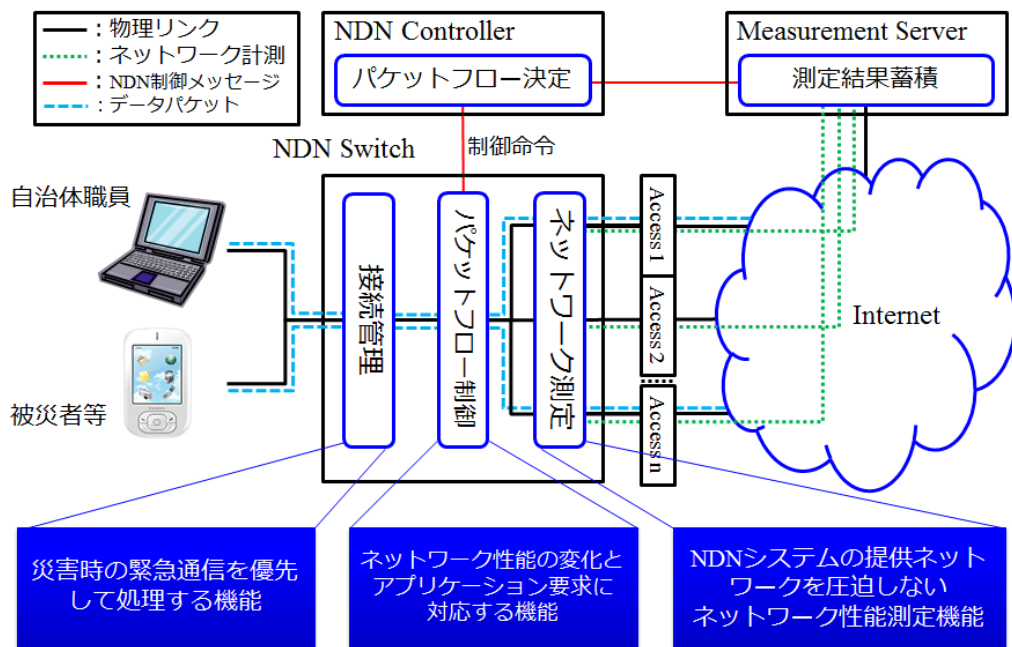 ：物理リンク
：ネットワーク計測
：NDN制御メッセージ
：データパケット
NDN Controller
パケットフロー決定
Measurement Server
測定結果蓄積
制御命令
NDN Switch
自治体職員
被災者等
接続管理
パケットフロー制御
ネットワーク測定
Access 1
Access 2
Access n
Internet
災害時の緊急通信を優先
して処理する機能
ネットワーク性能の変化と
アプリケーション要求に
対応する機能
NDNシステムの提供ネット
ワークを圧迫しない
ネットワーク性能測定機能